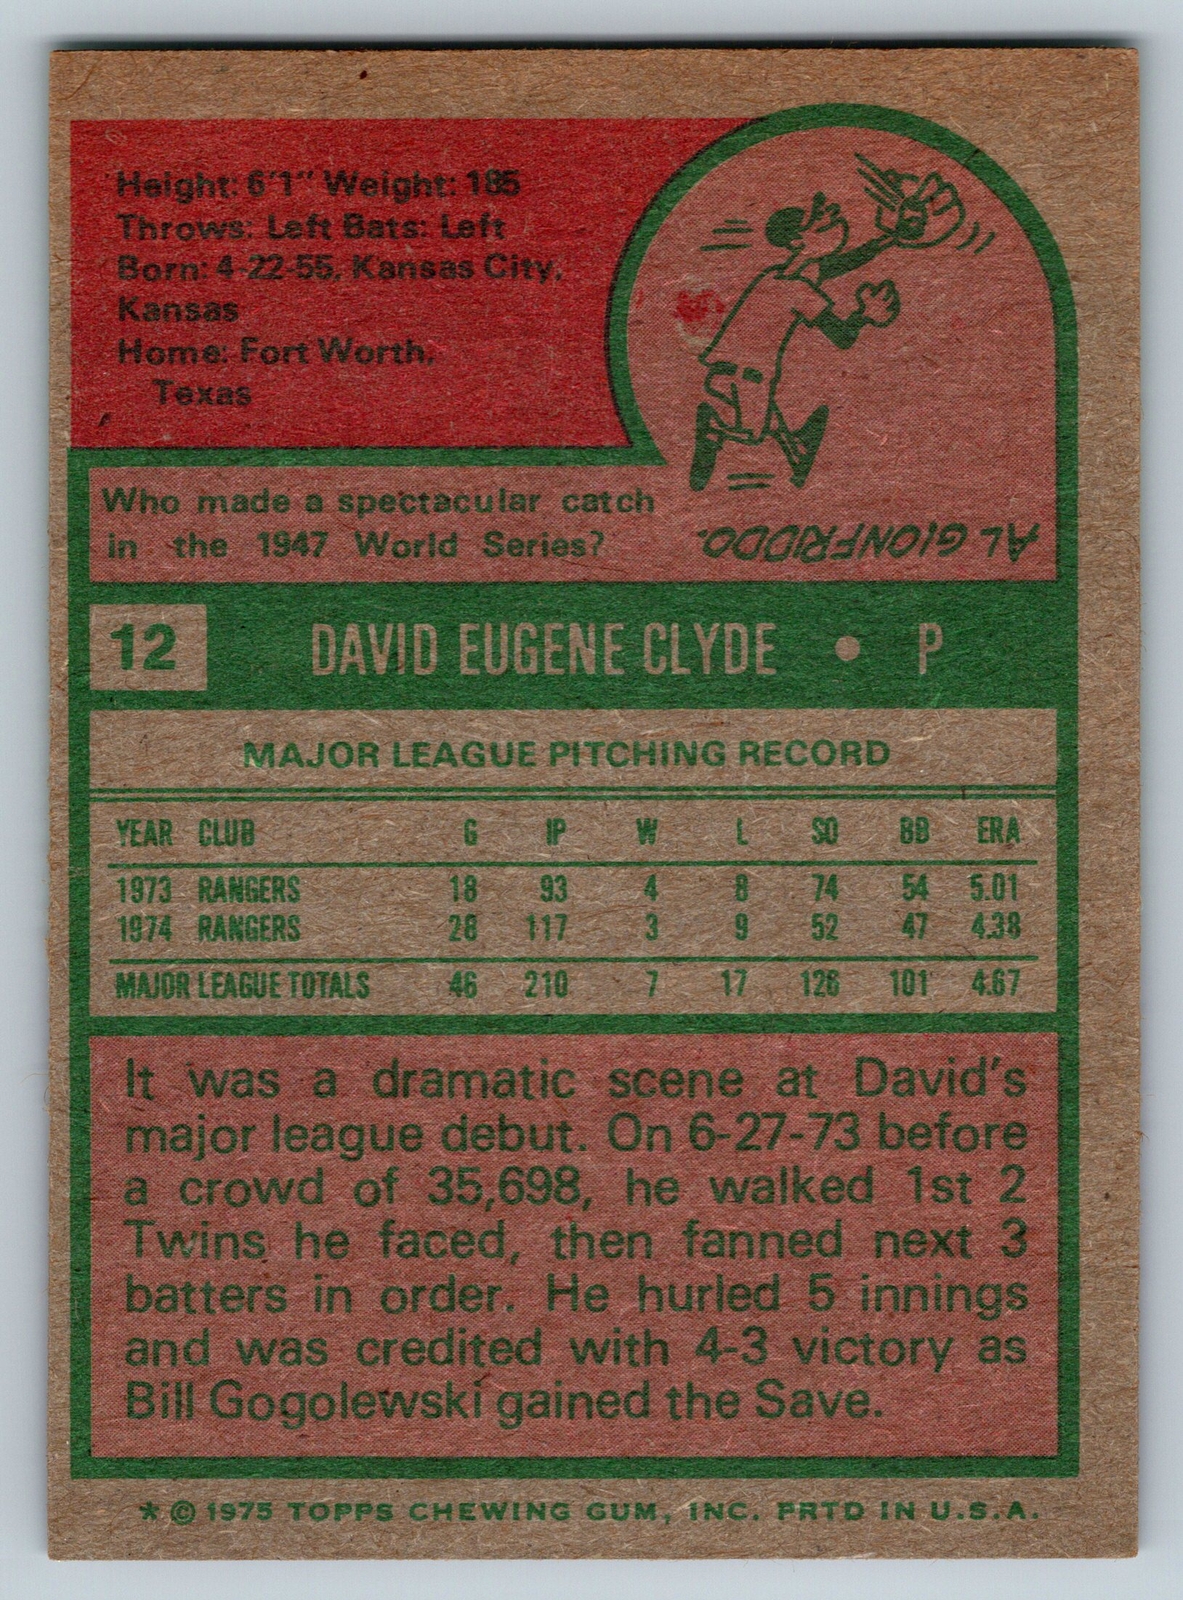 Height: 6'1" Weight: 185
Throws: Left Bats: Left
Born: 4-22-55, Kansas City,
Kansas
Home: Fort Worth,
Texas
Who made a spectacular catch
in the 1947 World Series?
AL GIONFRIDDO.
12 DAVID EUGENE CLYDE • P
MAJOR LEAGUE PITCHING RECORD
YEAR CLUB G IP W L SO BB ERA
1973 RANGERS 18 93 4 8 74 54 5.01
1974 RANGERS 28 117 3 9 52 47 4.38
MAJOR LEAGUE TOTALS 46 210 7 17 126 101 4.67
It was a dramatic scene at David's
major league debut. On 6-27-73 before
a crowd of 35,698, he walked 1st 2
Twins he faced, then fanned next 3
batters in order. He hurled 5 innings
and was credited with 4-3 victory as
Bill Gogolewski gained the Save.
* © 1975 TOPPS CHEWING GUM, INC. PRTD IN U.S.A.